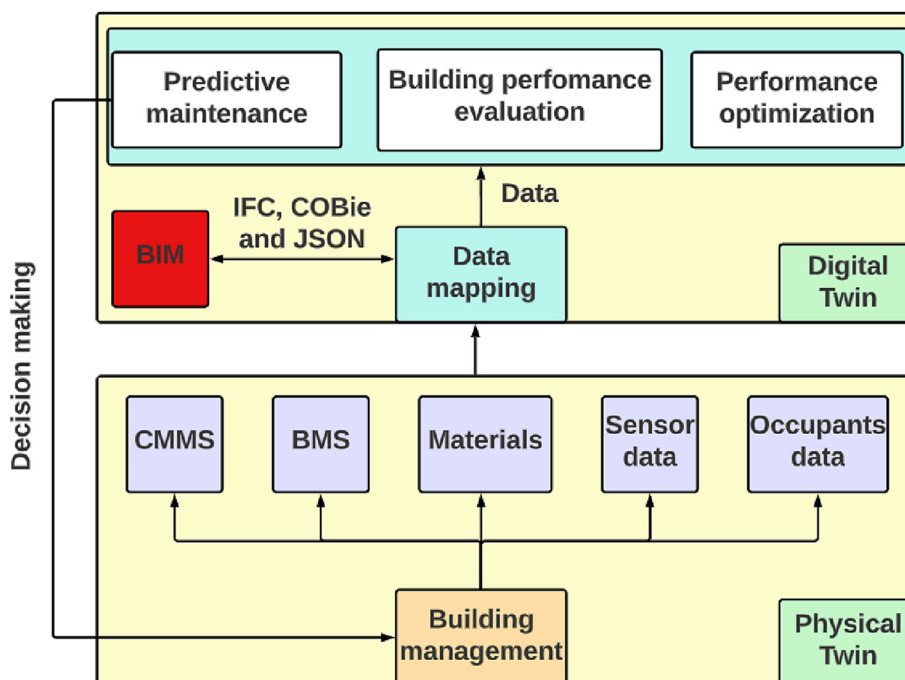 Predictive
maintenance
Building perfomance
evaluation
Performance
optimization
Data
IFC, COBie
and JSON
BIM
Data
mapping
Digital
Twin
Decision making
CMMS
BMS
Materials
Sensor
data
Occupants
data
Building
management
Physical
Twin